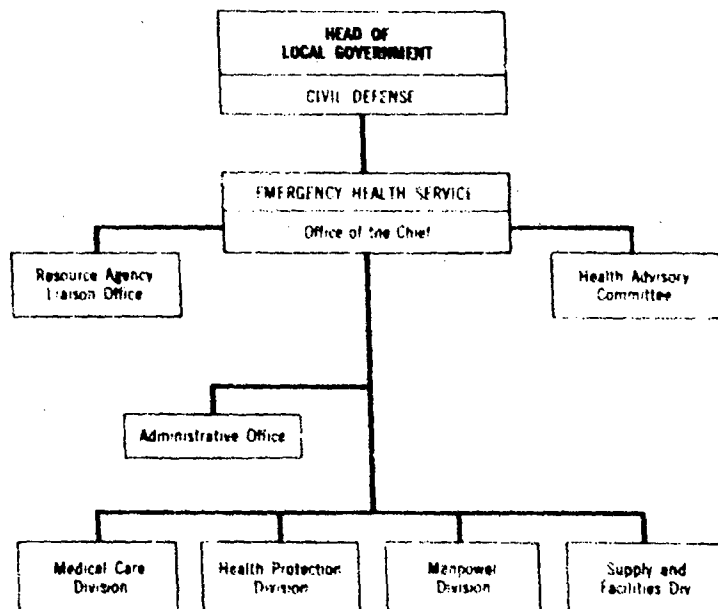 HEAD OF
LOCAL GOVERNMENT
CIVIL DEFENSE
EMERGENCY HEALTH SERVICE
Office of the Chief
Resource Agency
Liaison Office
Health Advisory
Committee
Administrative Office
Medical Care
Division
Health Protection
Division
Manpower
Division
Supply and
Facilities Div